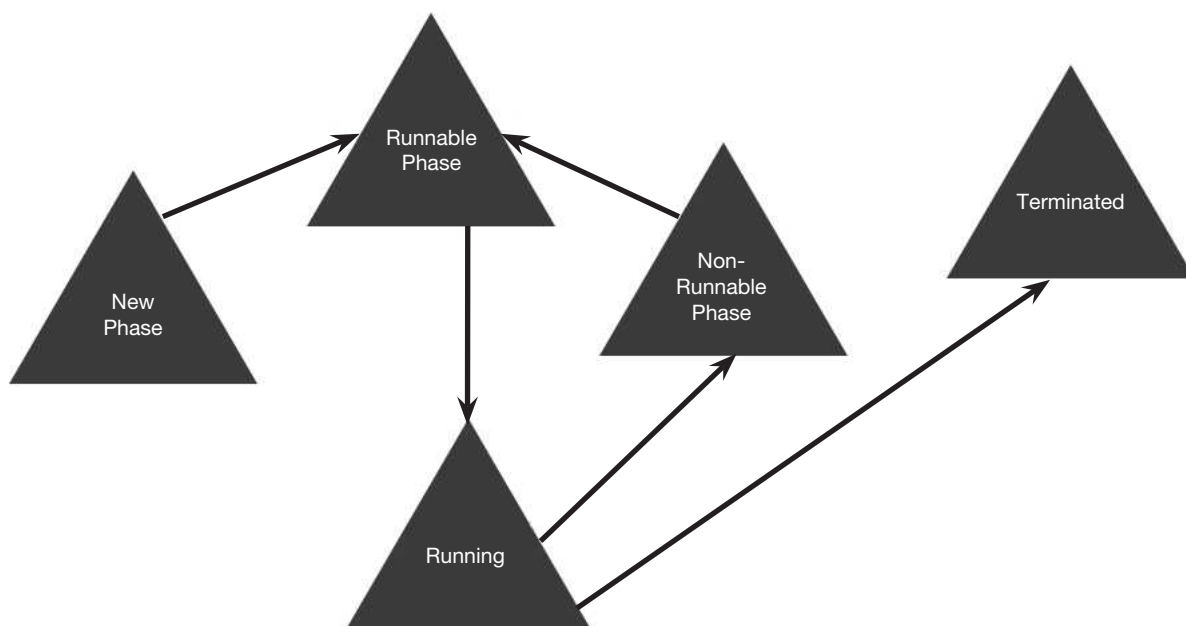 Runnable
Phase
New
Phase
Non-
Runnable
Phase
Terminated
Running